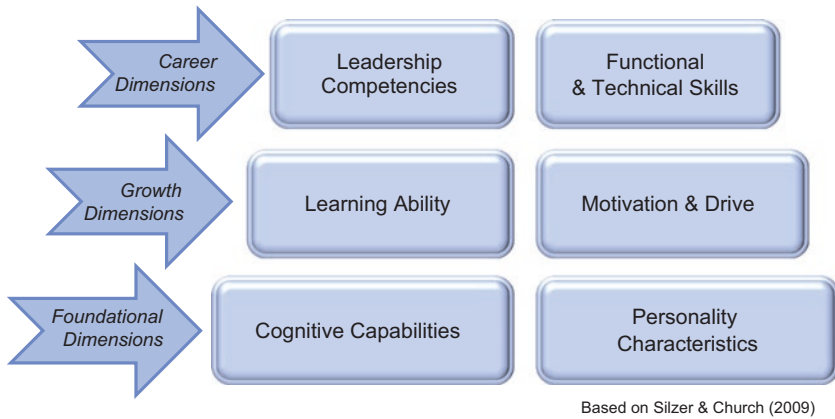 Career
Dimensions
Leadership
Competencies
Functional
& Technical Skills
Growth
Dimensions
Learning Ability
Motivation & Drive
Foundational
Dimensions
Cognitive Capabilities
Personality
Characteristics
Based on Silzer & Church (2009)